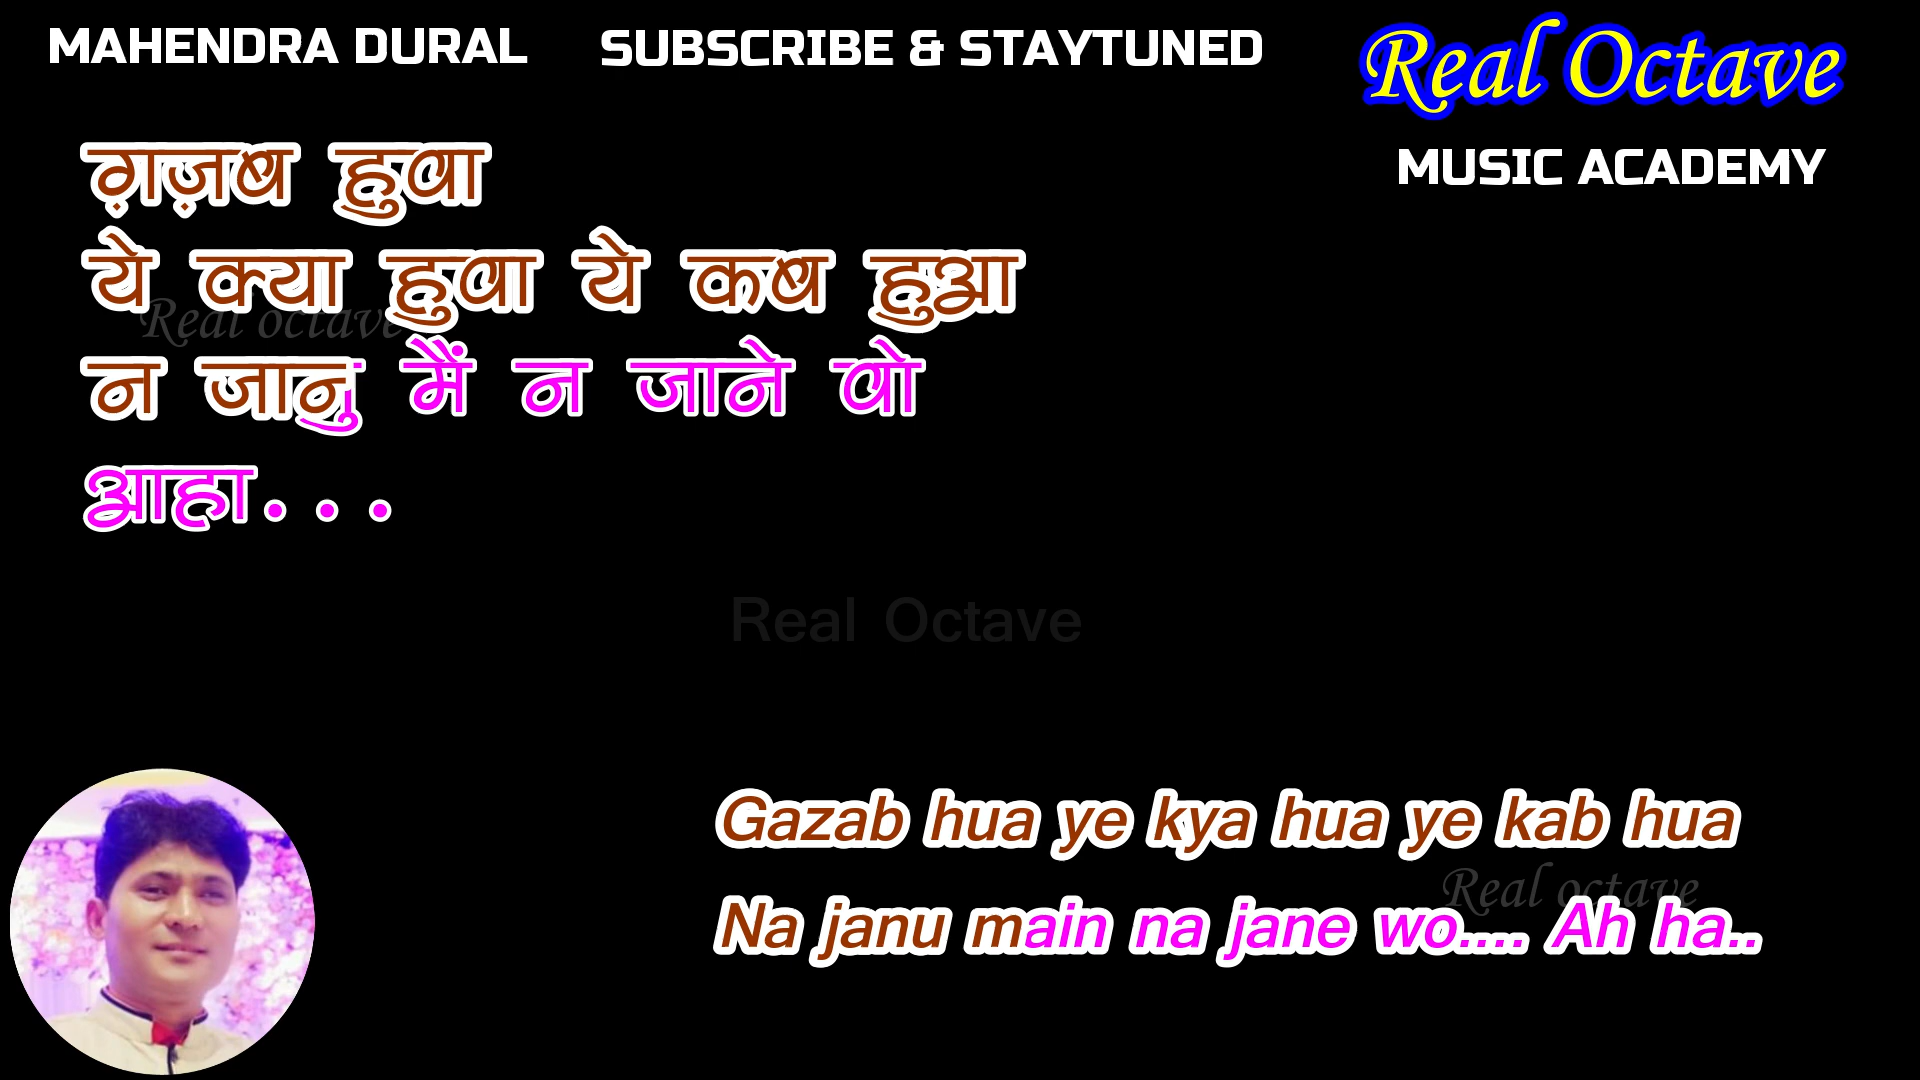 MAHENDRA DURAL SUBSCRIBE & STAYTUNED Real Octave
MUSIC ACADEMY
ग़ज़ब हुवा
ये क्या हुवा ये कब हुआ
Real octave
न जानु मैं न जाने वो
आहा...
Real Octave
Gazab hua ye kya hua ye kab hua
Real octave
Na janu main na jane wo.... Ah ha..